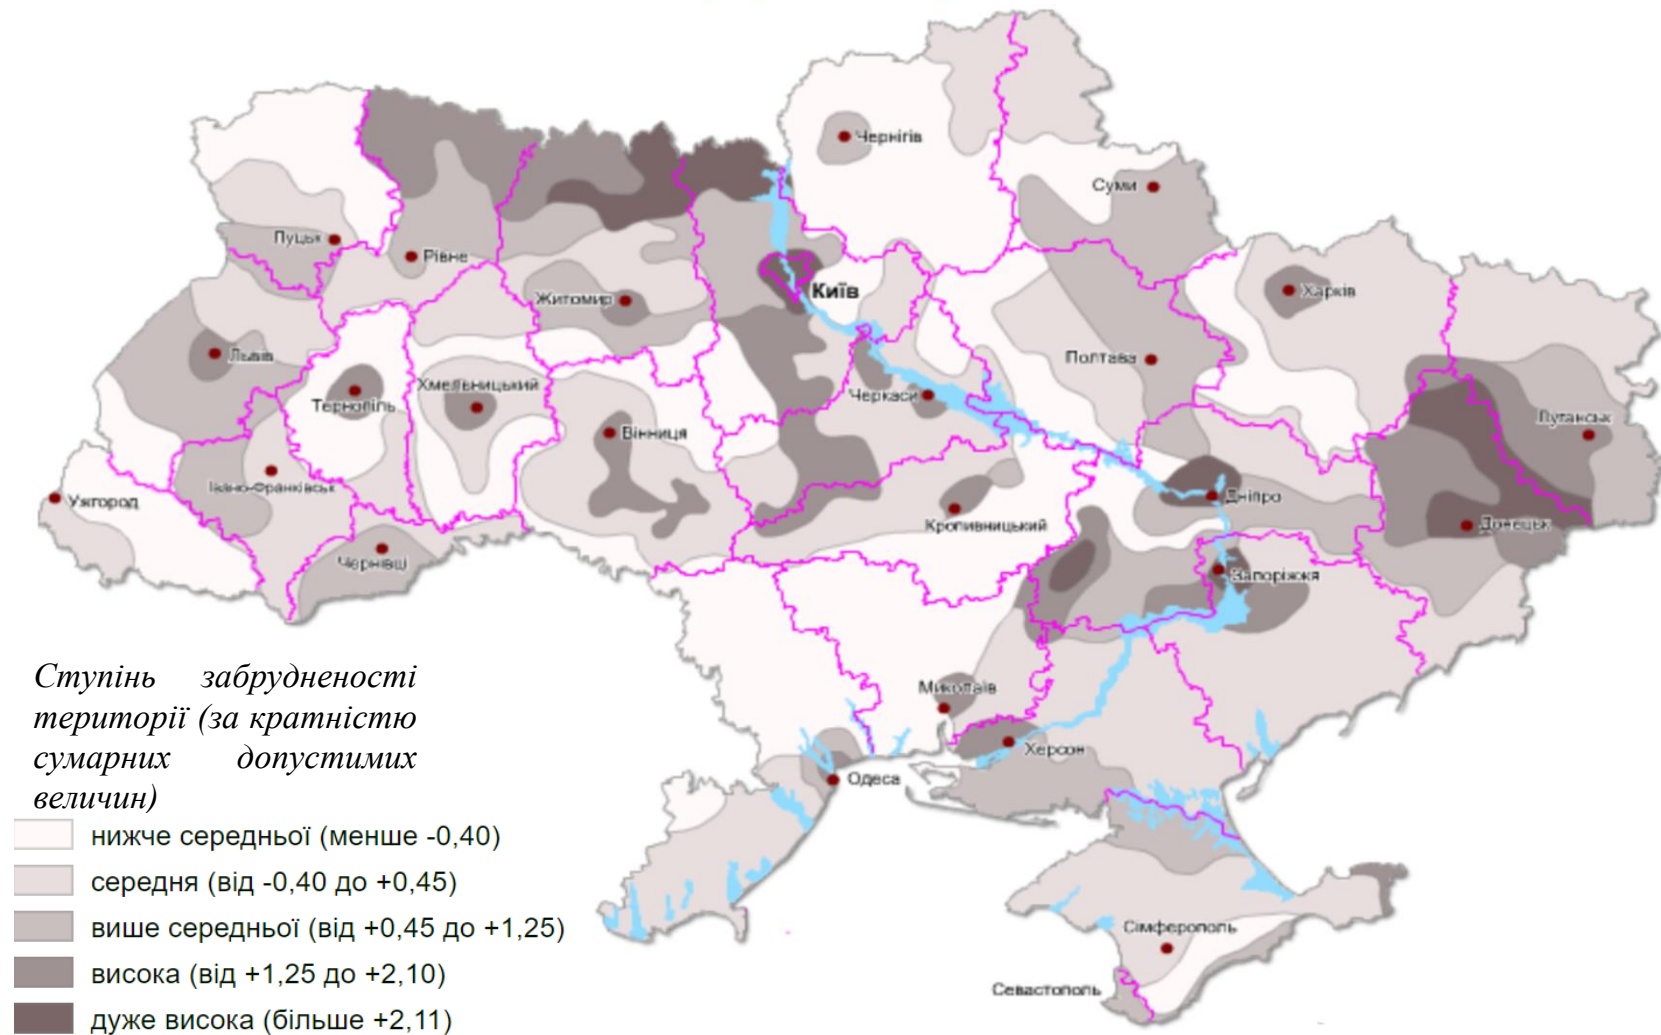 Чернігів
Суми
Луцьк
Рівне
Київ
Житомир
Харків
Львів
Полтава
Хмельницький
Тернопіль
Черкаси
Вінниця
Луганськ
Івано-Франківськ
Ужгород
Дніпро
Кропивницький
Донецьк
Чернівці
Запоріжжя
Миколаїв
Херсон
Одеса
Сімферополь
Севастополь
Ступінь забрудненості
території (за кратністю
сумарних допустимих
величин)
нижче середньої (менше -0,40)
середня (від -0,40 до +0,45)
више середньої (від +0,45 до +1,25)
висока (від +1,25 до +2,10)
дуже висока (більше +2,11)